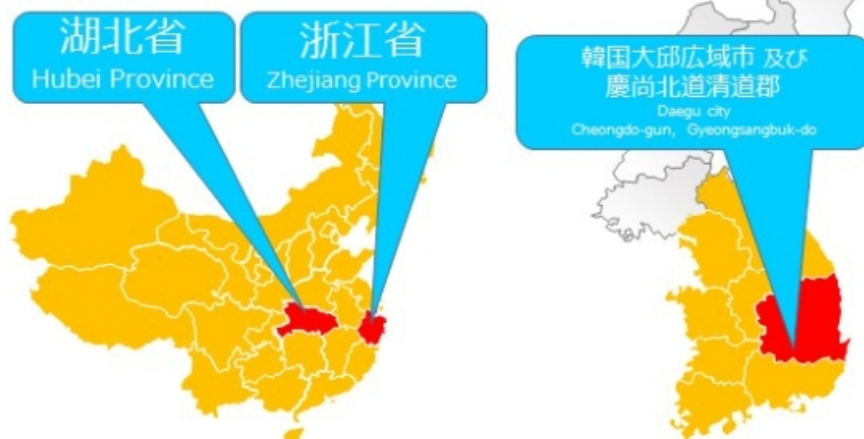 湖北省
Hubei Province
浙江省
Zhejiang Province
韓国大邱広域市 及び
慶尚北道清道郡
Daegu city
Cheongdo-gun, Gyeongsangbuk-do